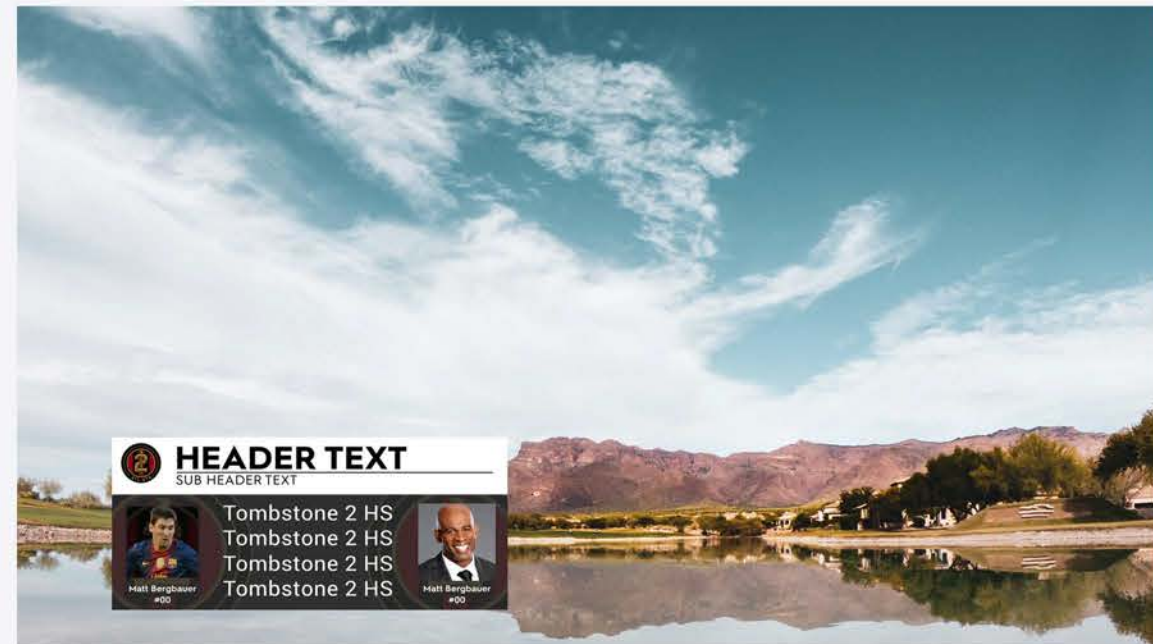 2
HEADER TEXT
SUB HEADER TEXT
Tombstone 2 HS
Tombstone 2 HS
Tombstone 2 HS
Tombstone 2 HS
Matt Bergbauer
#00
Matt Bergbauer
#00